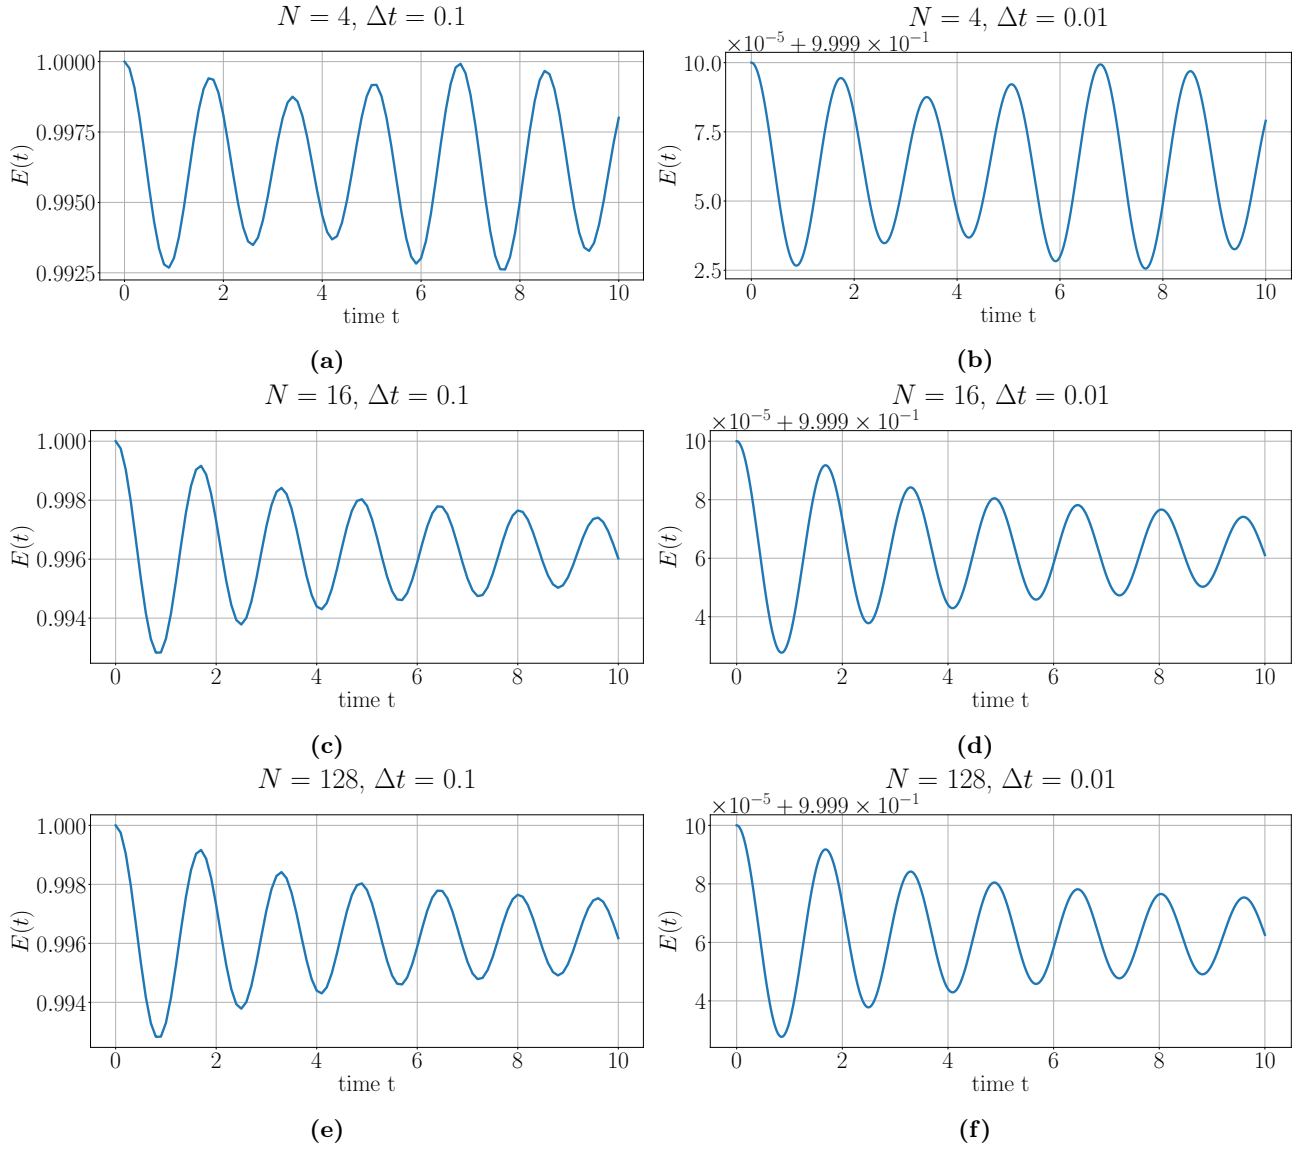 N = 4, Δt = 0.1
1.0000
0.9975
0.9950
0.9925
E(t)
0 2 4 6 8 10
time t
(a)
N = 4, Δt = 0.01
×10⁻⁵ + 9.999 × 10⁻¹
10.0
7.5
5.0
2.5
E(t)
0 2 4 6 8 10
time t
(b)
N = 16, Δt = 0.1
1.000
0.998
0.996
0.994
E(t)
0 2 4 6 8 10
time t
(c)
N = 16, Δt = 0.01
×10⁻⁵ + 9.999 × 10⁻¹
10
8
6
4
E(t)
0 2 4 6 8 10
time t
(d)
N = 128, Δt = 0.1
1.000
0.998
0.996
0.994
E(t)
0 2 4 6 8 10
time t
(e)
N = 128, Δt = 0.01
×10⁻⁵ + 9.999 × 10⁻¹
10
8
6
4
E(t)
0 2 4 6 8 10
time t
(f)